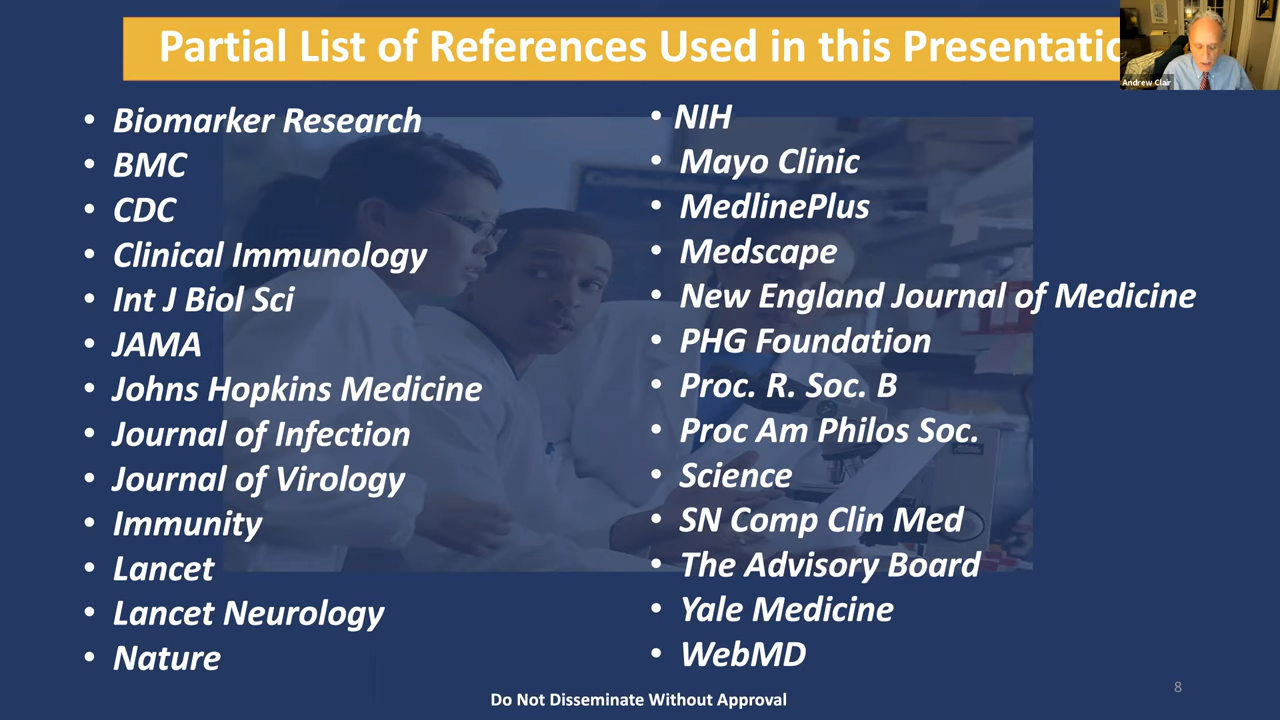 Partial List of References Used in this Presentatio
Andrew Clair
• Biomarker Research
• BMC
• CDC
• Clinical Immunology
• Int J Biol Sci
• JAMA
• Johns Hopkins Medicine
• Journal of Infection
• Journal of Virology
• Immunity
• Lancet
• Lancet Neurology
• Nature
• NIH
• Mayo Clinic
• MedlinePlus
• Medscape
• New England Journal of Medicine
• PHG Foundation
• Proc. R. Soc. B
• Proc Am Philos Soc.
• Science
• SN Comp Clin Med
• The Advisory Board
• Yale Medicine
• WebMD
Do Not Disseminate Without Approval
8